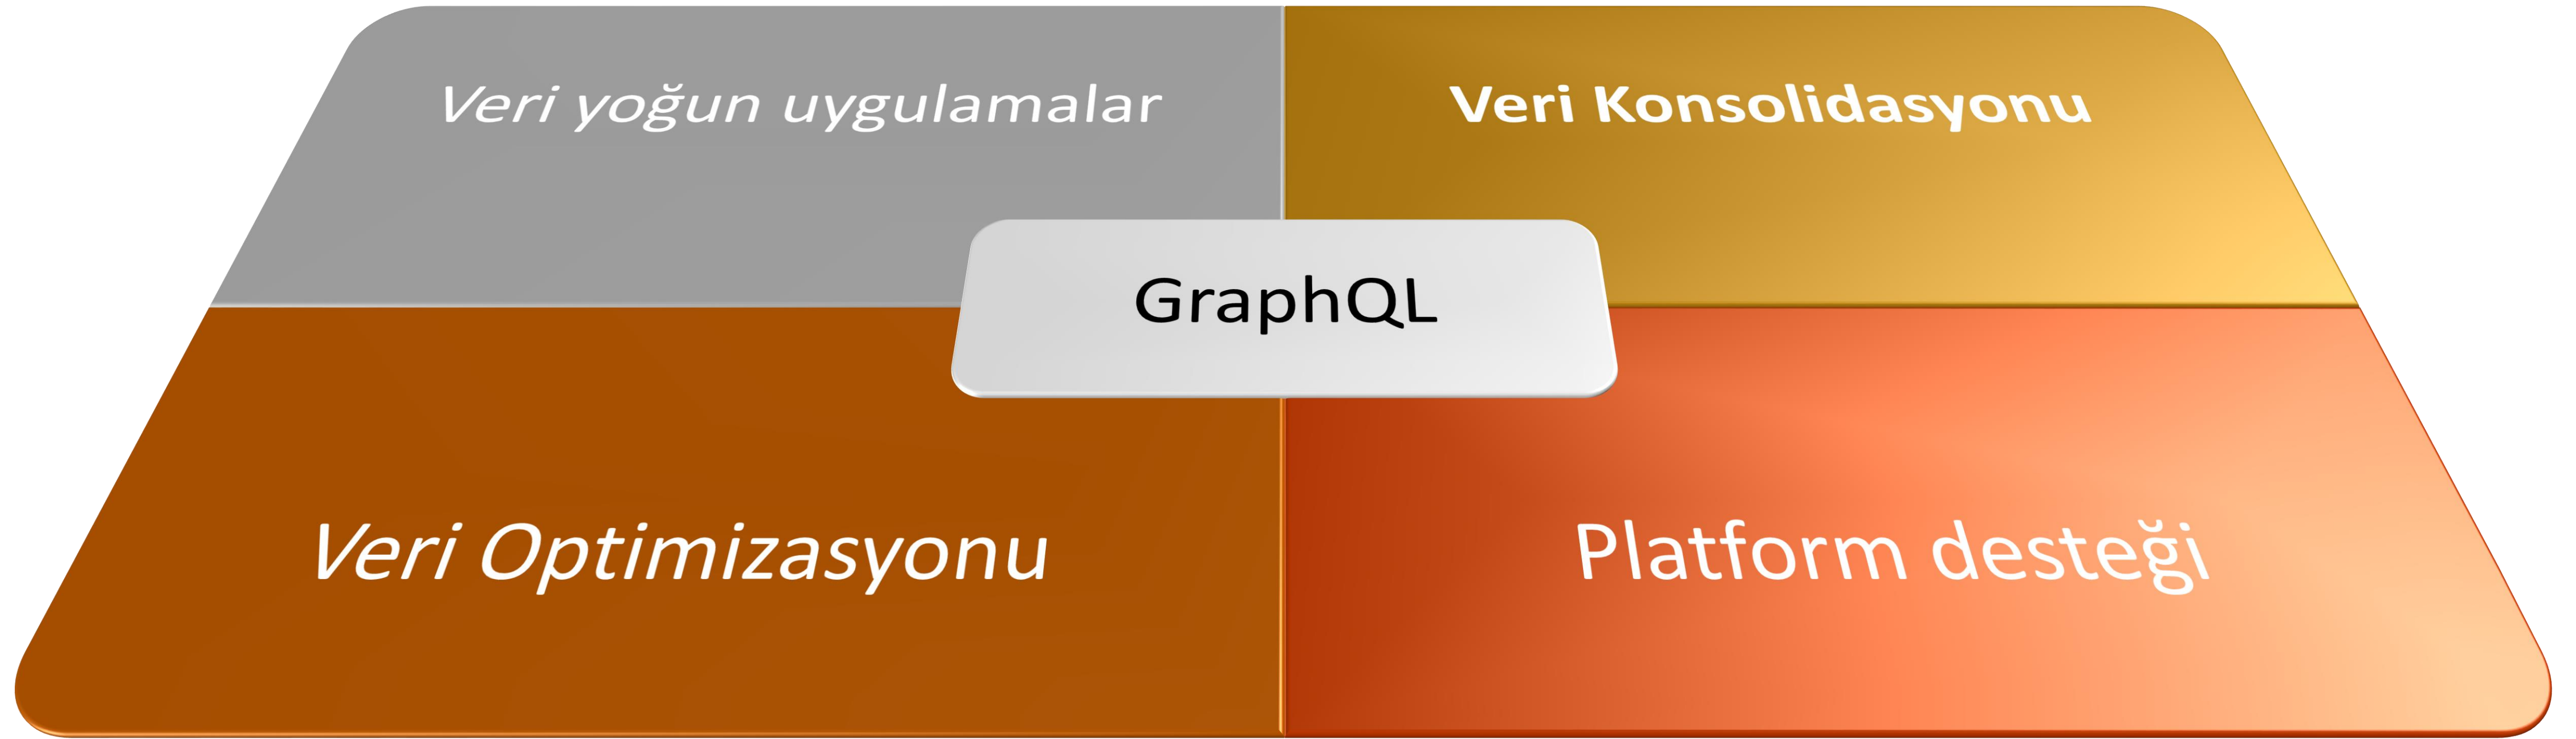 Veri yoğun uygulamalar
Veri Konsolidasyonu
GraphQL
Veri Optimizasyonu
Platform desteği